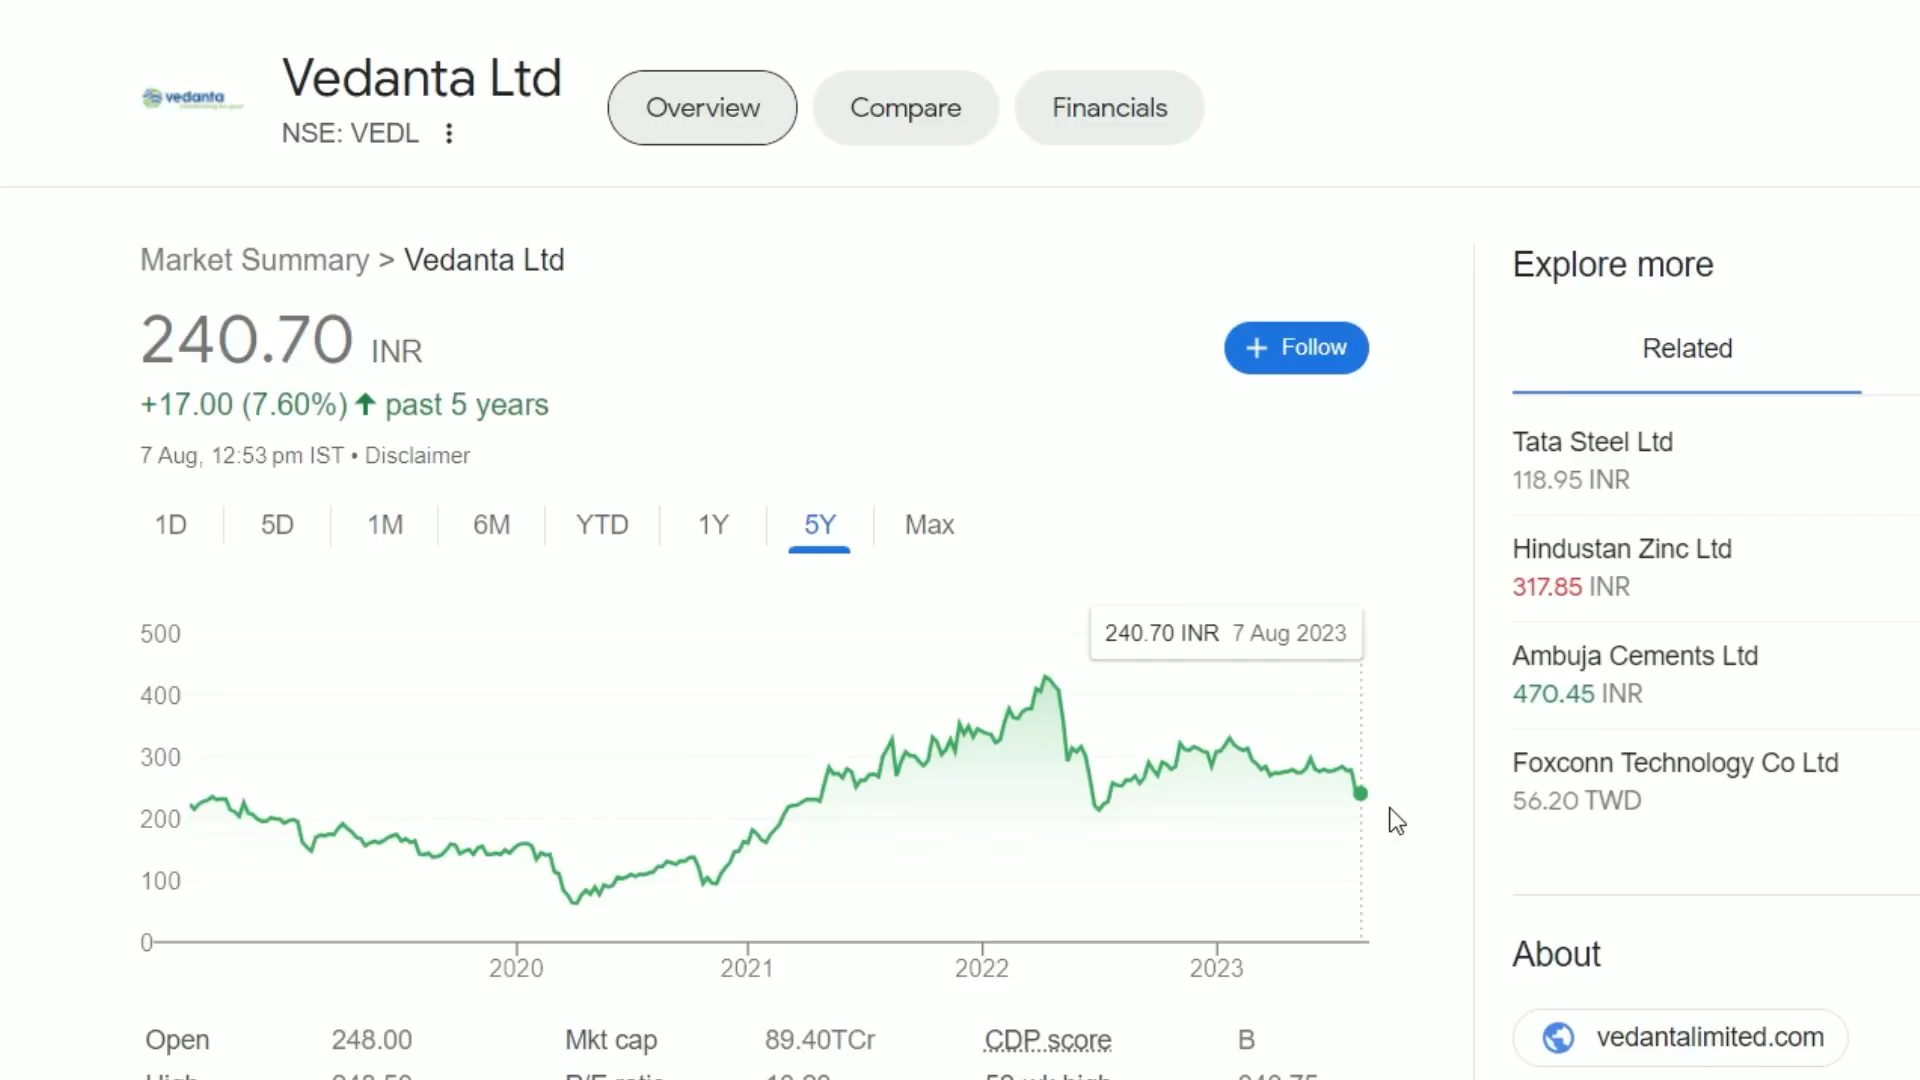 vedanta
Vedanta Ltd
NSE: VEDL
Overview
Compare
Financials
Market Summary > Vedanta Ltd
240.70 INR
+17.00 (7.60%) past 5 years
7 Aug, 12:53 pm IST • Disclaimer
+ Follow
1D 5D 1M 6M YTD 1Y 5Y Max
240.70 INR 7 Aug 2023
500
400
300
200
100
0
2020 2021 2022 2023
Open 248.00 Mkt cap 89.40TCr CDP score B
Explore more
Related
Tata Steel Ltd
118.95 INR
Hindustan Zinc Ltd
317.85 INR
Ambuja Cements Ltd
470.45 INR
Foxconn Technology Co Ltd
56.20 TWD
About
vedantalimited.com